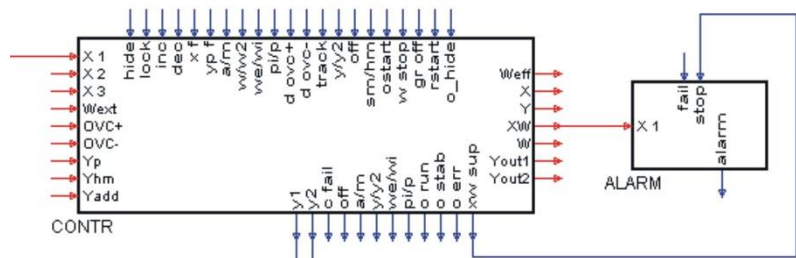 hide
lock
inc
dec
x f
yp f
a/m
w/w2
we/wi
pi/p
d ovc+
d ovc-
track
y/y2
off
sm/hm
ostart
w stop
gr off
rstart
o_hide
X 1
X 2
X 3
Wext
OVC+
OVC-
Yp
Yhm
Yadd
Weff
X
Y
XW
W
Yout1
Yout2
y1
y2
c fail
off
a/m
y/y2
we/wi
pi/p
o run
o stab
o err
xw sup
CONTR
fail
stop
X 1
alarm
ALARM